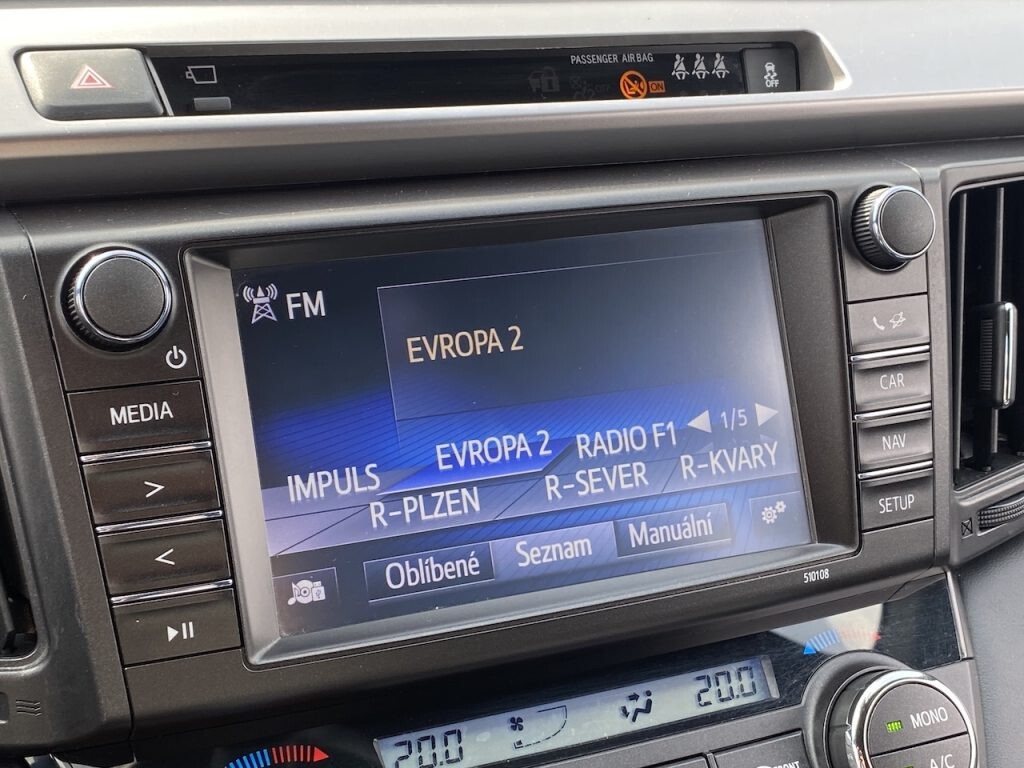 PASSENGER AIR BAG
ON
OFF
FM
EVROPA 2
IMPULS EVROPA 2 RADIO F1 1/5
R-PLZEN R-SEVER R-KVARY
Oblíbené Seznam Manuální
MEDIA
>
<
CAR
NAV
SETUP
510108
20.0 20.0
MONO
A/C
FRONT